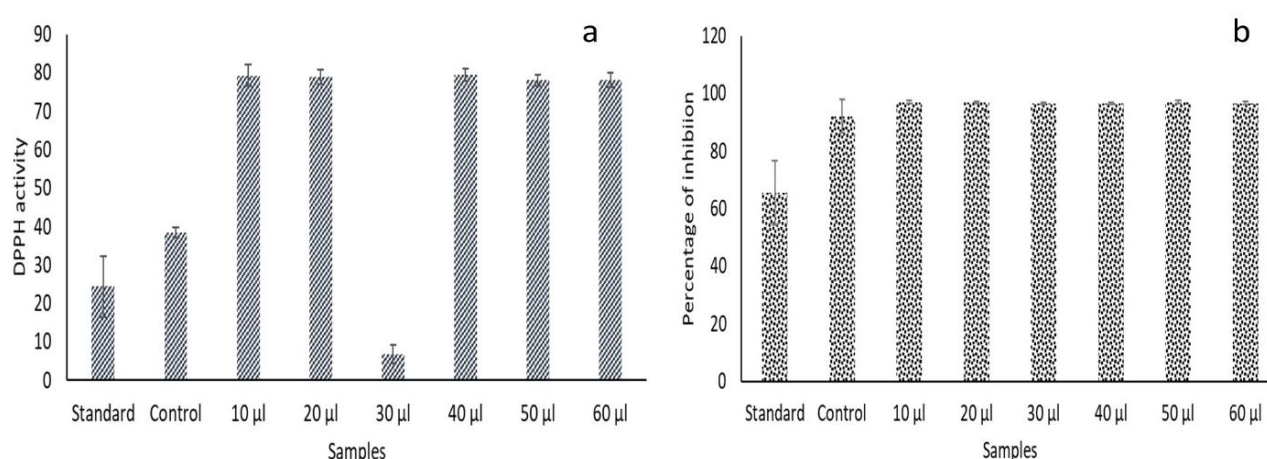 a
DPPH activity
90
80
70
60
50
40
30
20
10
0
Standard Control 10 µl 20 µl 30 µl 40 µl 50 µl 60 µl
Samples
b
Percentage of inhibiion
120
100
80
60
40
20
0
Standard Control 10 µl 20 µl 30 µl 40 µl 50 µl 60 µl
Samples